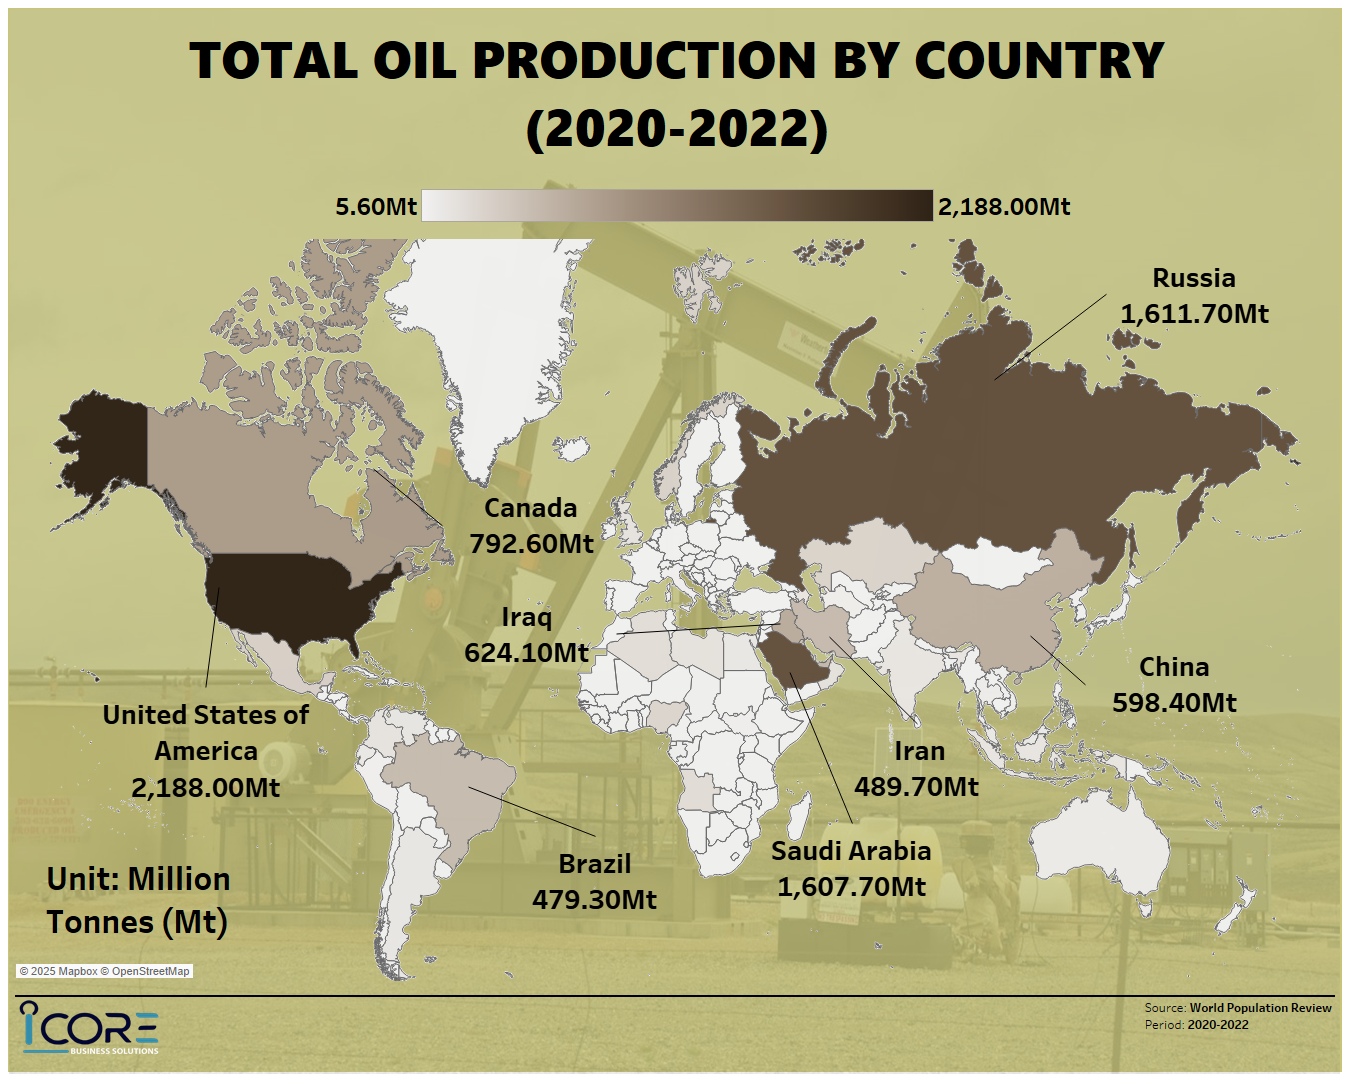 TOTAL OIL PRODUCTION BY COUNTRY
(2020-2022)
5.60Mt
2,188.00Mt
Russia
1,611.70Mt
Canada
792.60Mt
Iraq
624.10Mt
China
598.40Mt
United States of
America
2,188.00Mt
Iran
489.70Mt
Brazil
479.30Mt
Saudi Arabia
1,607.70Mt
Unit: Million
Tonnes (Mt)
© 2025 Mapbox © OpenStreetMap
iCORE
BUSINESS SOLUTIONS
Source: World Population Review
Period: 2020-2022